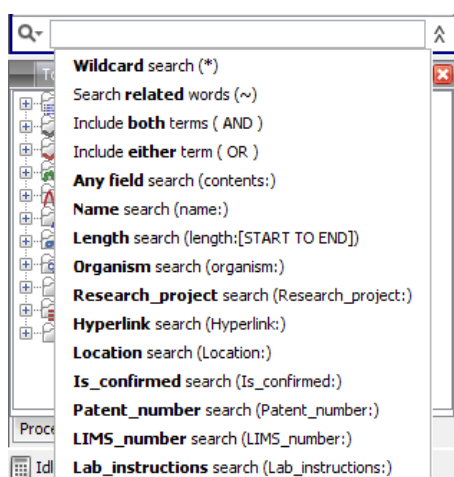 Wildcard search (*)
Search related words (~)
Include both terms ( AND )
Include either term ( OR )
Any field search (contents:)
Name search (name:)
Length search (length:[START TO END])
Organism search (organism:)
Research_project search (Research_project:)
Hyperlink search (Hyperlink:)
Location search (Location:)
Is_confirmed search (Is_confirmed:)
Patent_number search (Patent_number:)
LIMS_number search (LIMS_number:)
Lab_instructions search (Lab_instructions:)